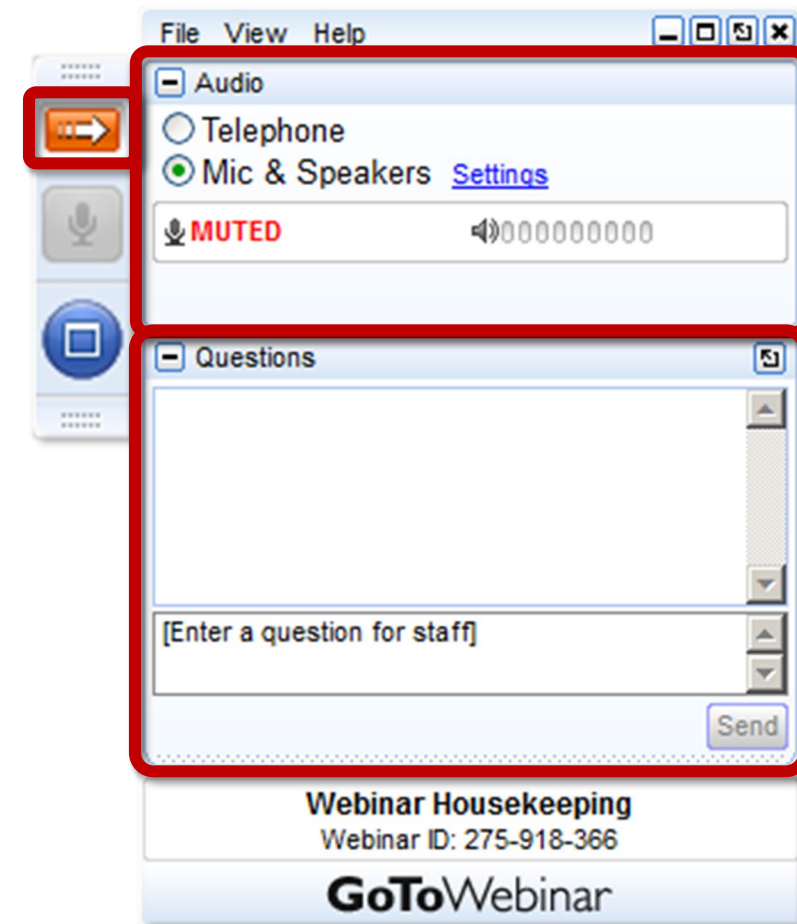 File View Help
Audio
Telephone
Mic & Speakers Settings
MUTED
Questions
[Enter a question for staff]
Send
Webinar Housekeeping
Webinar ID: 275-918-366
GoToWebinar